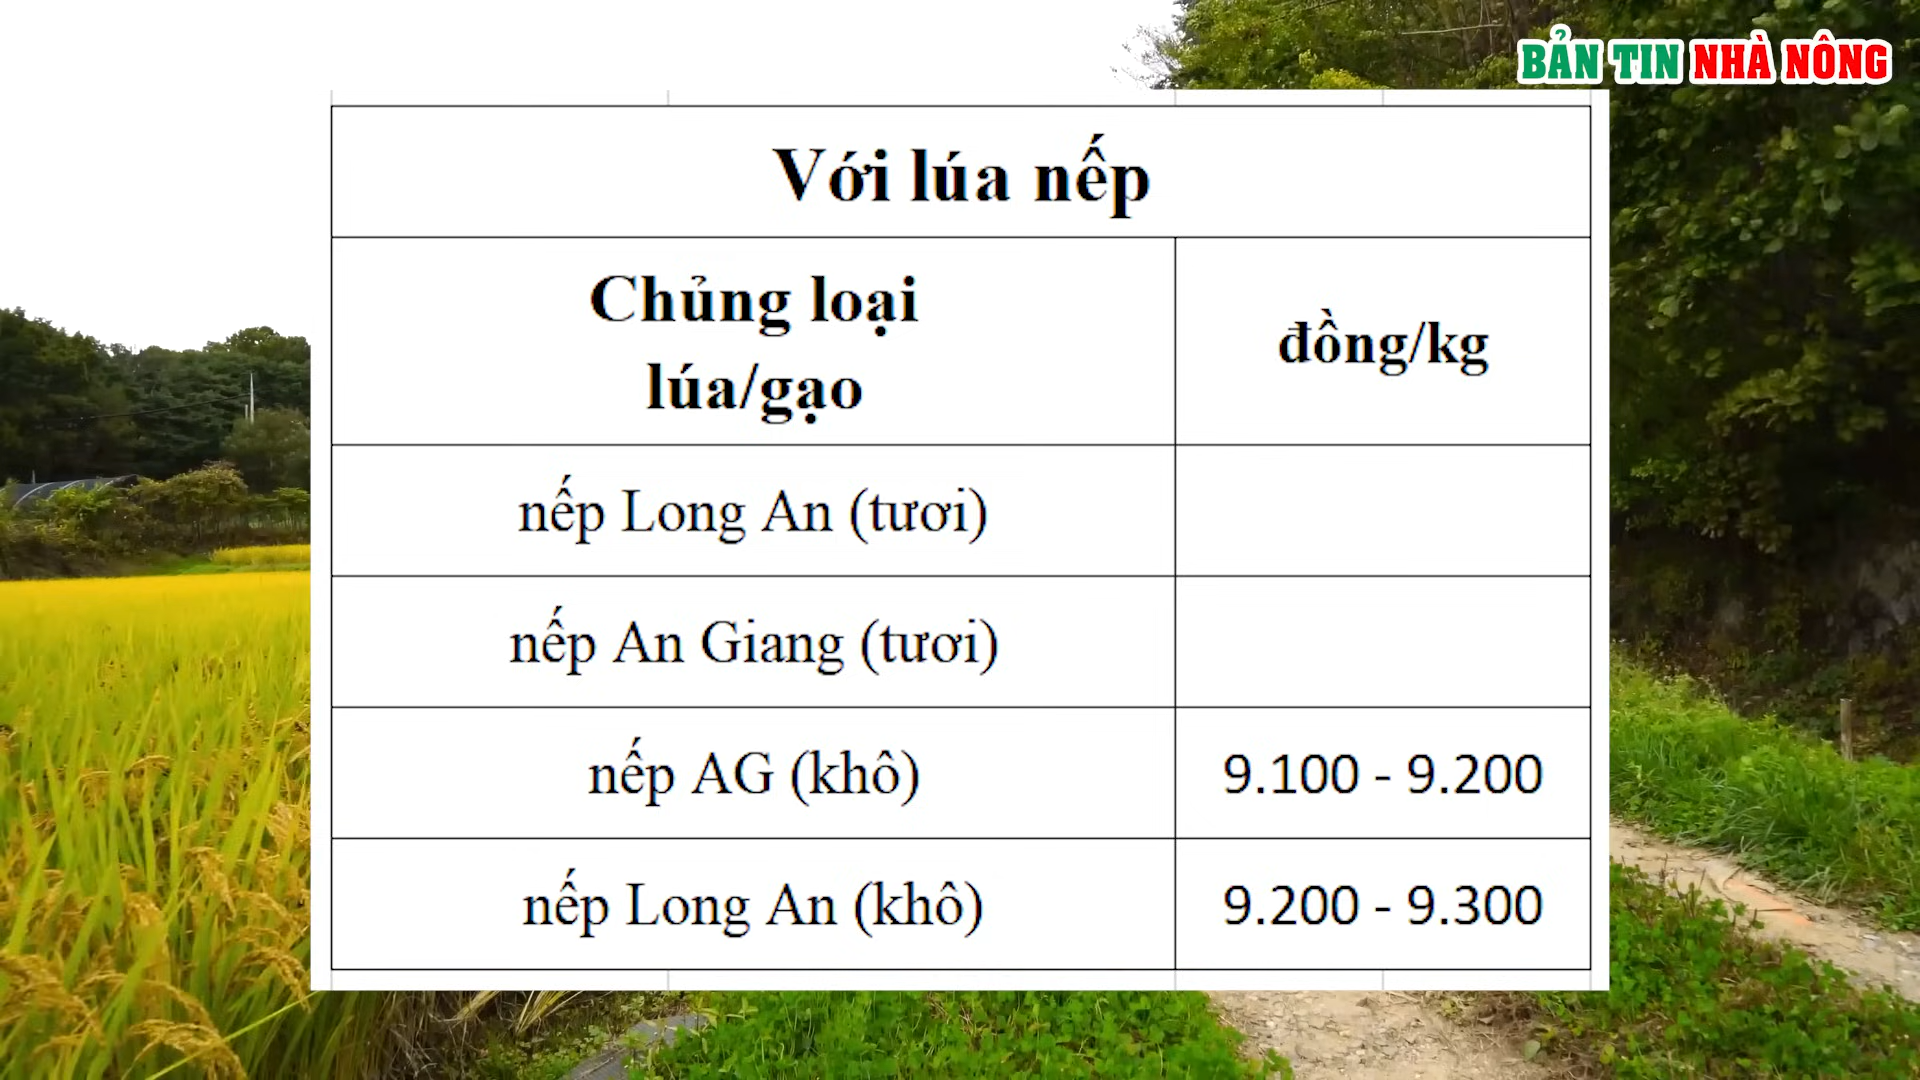 BẢN TIN NHÀ NÔNG
Với lúa nếp
Chủng loại
lúa/gạo
đồng/kg
nếp Long An (tươi)
nếp An Giang (tươi)
nếp AG (khô)
9.100 - 9.200
nếp Long An (khô)
9.200 - 9.300